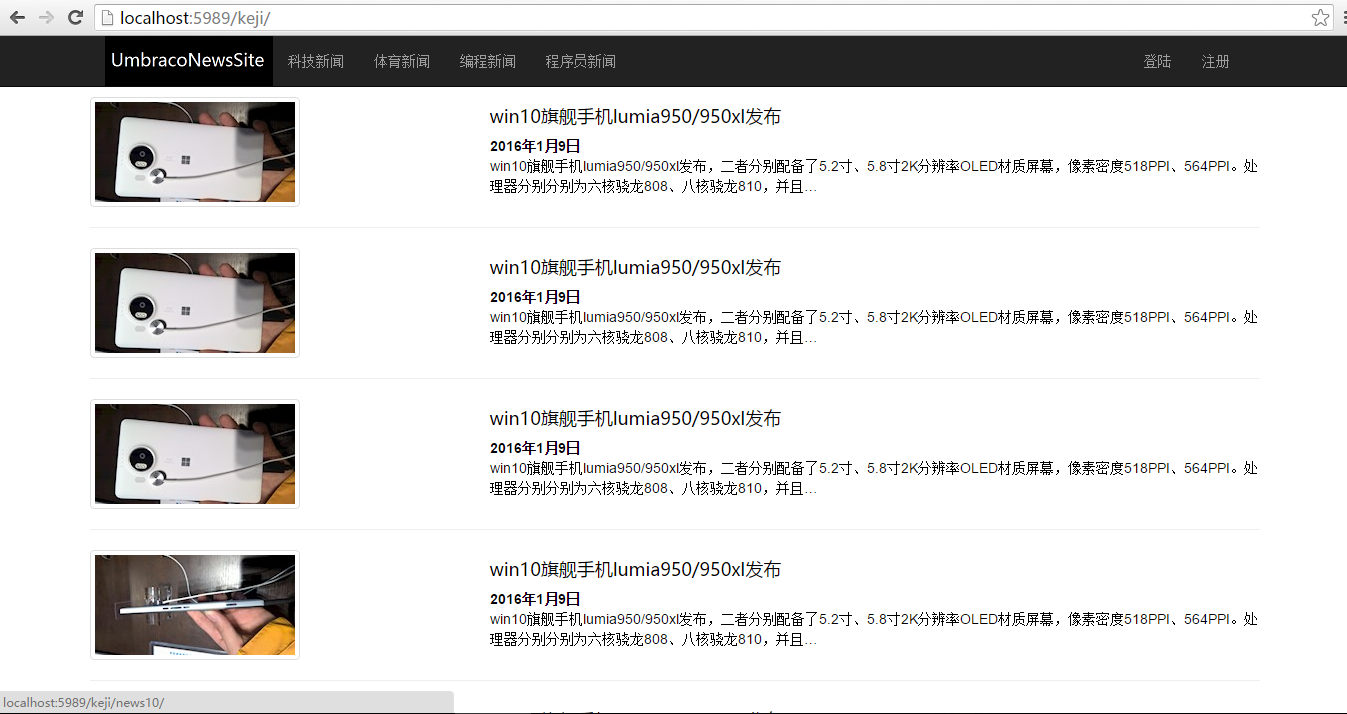 localhost:5989/keji/
UmbracoNewsSite 科技新闻 体育新闻 编程新闻 程序员新闻 登陆 注册
win10旗舰手机lumia950/950xl发布
2016年1月9日
win10旗舰手机lumia950/950xl发布，二者分别配备了5.2寸、5.8寸2K分辨率OLED材质屏幕，像素密度518PPI、564PPI。处
理器分别分别为六核骁龙808、八核骁龙810，并且...
win10旗舰手机lumia950/950xl发布
2016年1月9日
win10旗舰手机lumia950/950xl发布，二者分别配备了5.2寸、5.8寸2K分辨率OLED材质屏幕，像素密度518PPI、564PPI。处
理器分别分别为六核骁龙808、八核骁龙810，并且...
win10旗舰手机lumia950/950xl发布
2016年1月9日
win10旗舰手机lumia950/950xl发布，二者分别配备了5.2寸、5.8寸2K分辨率OLED材质屏幕，像素密度518PPI、564PPI。处
理器分别分别为六核骁龙808、八核骁龙810，并且...
win10旗舰手机lumia950/950xl发布
2016年1月9日
win10旗舰手机lumia950/950xl发布，二者分别配备了5.2寸、5.8寸2K分辨率OLED材质屏幕，像素密度518PPI、564PPI。处
理器分别分别为六核骁龙808、八核骁龙810，并且...
localhost:5989/keji/news10/